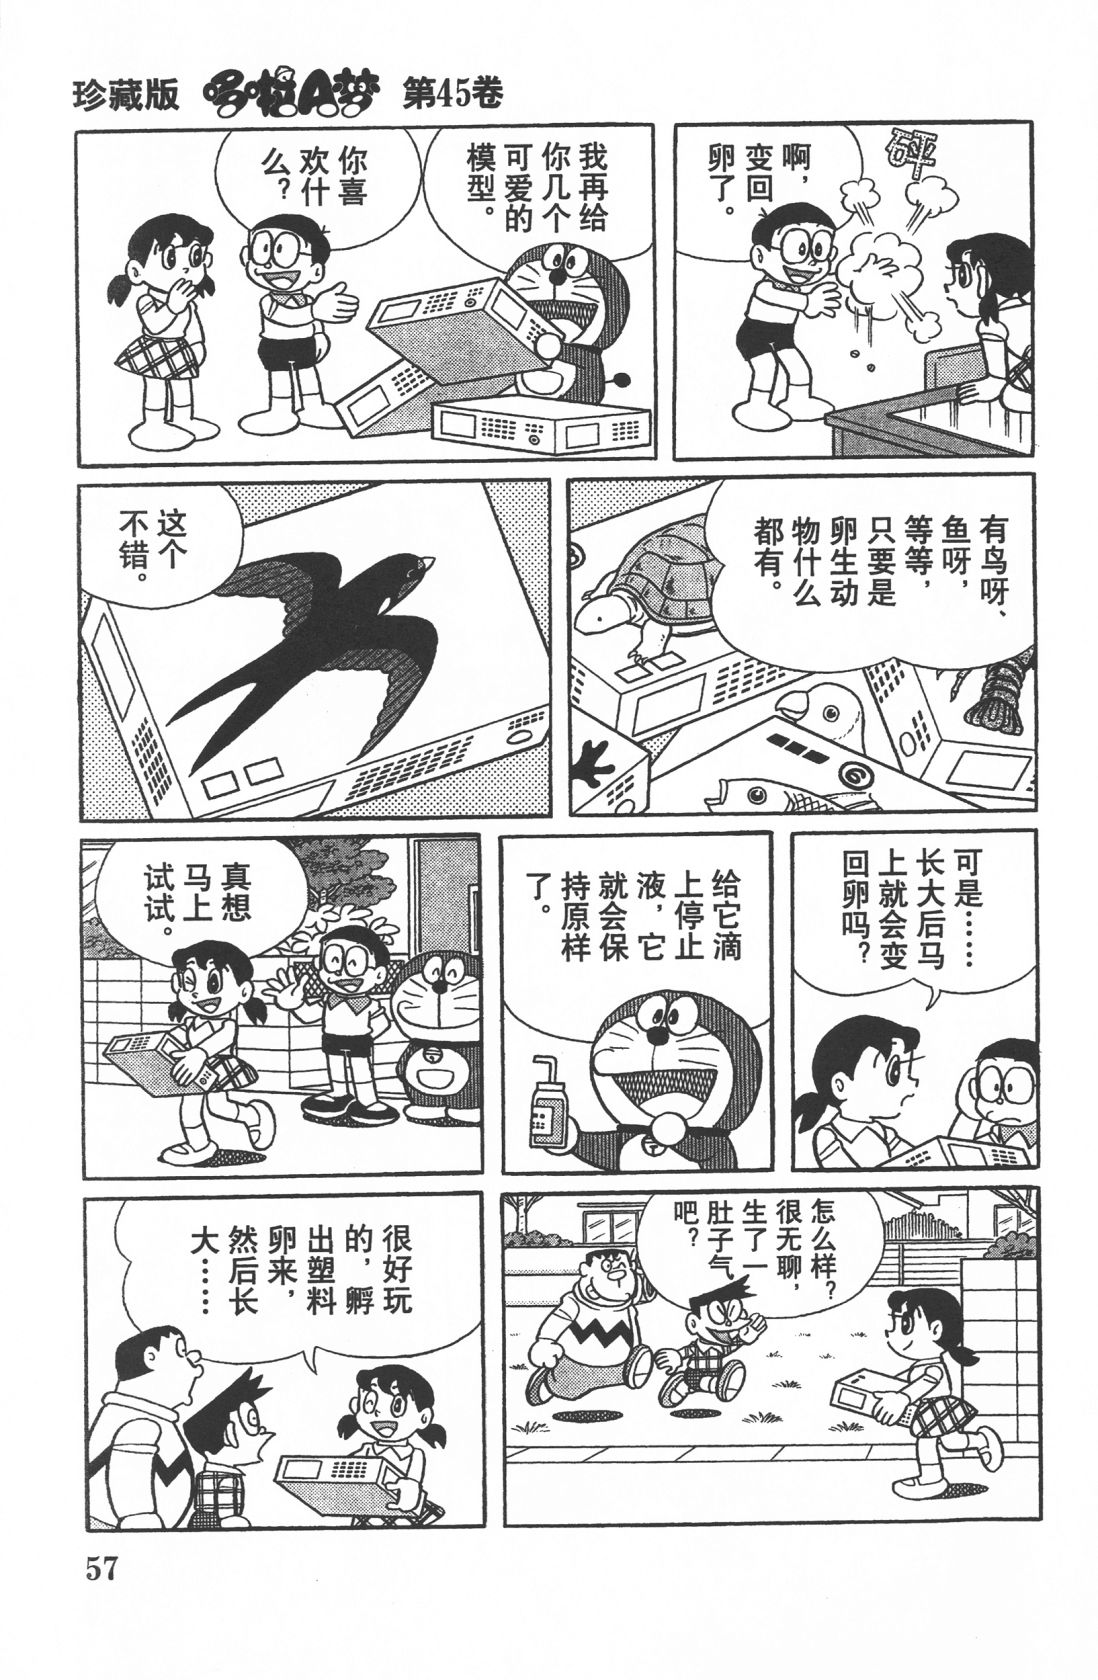 珍藏版 哆啦A梦 第45卷
啊，
变回
卵了。
砰
我再给
你几个
可爱的
模型。
你喜
欢什
么？
有鸟呀、
鱼呀，
等等，
只要是
卵生动
物什么
都有。
这个
不错。
可是……
长大后马
上就会变
回卵吗？
给它滴
上停止
液，它
就会保
持原样
了。
真想
马上
试试。
怎么样？
很无聊，
生了一
肚子气
吧？
很好玩
的，孵
出塑料
卵来，
然后长
大……
57